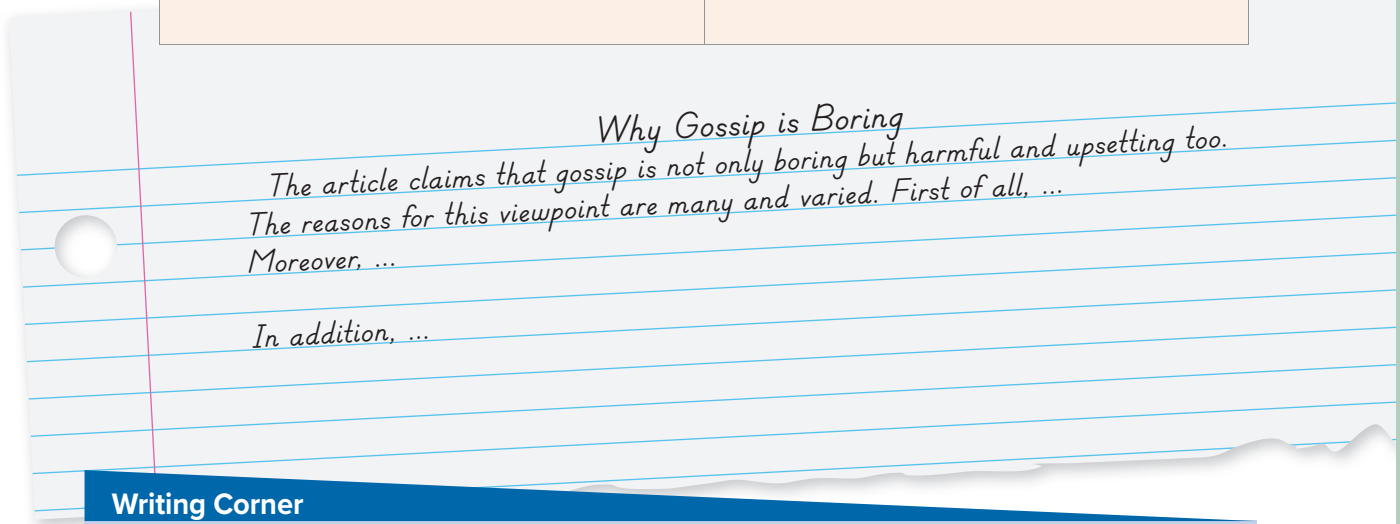 Why Gossip is Boring
The article claims that gossip is not only boring but harmful and upsetting too.
The reasons for this viewpoint are many and varied. First of all, ...
Moreover, ...
In addition, ...
Writing Corner